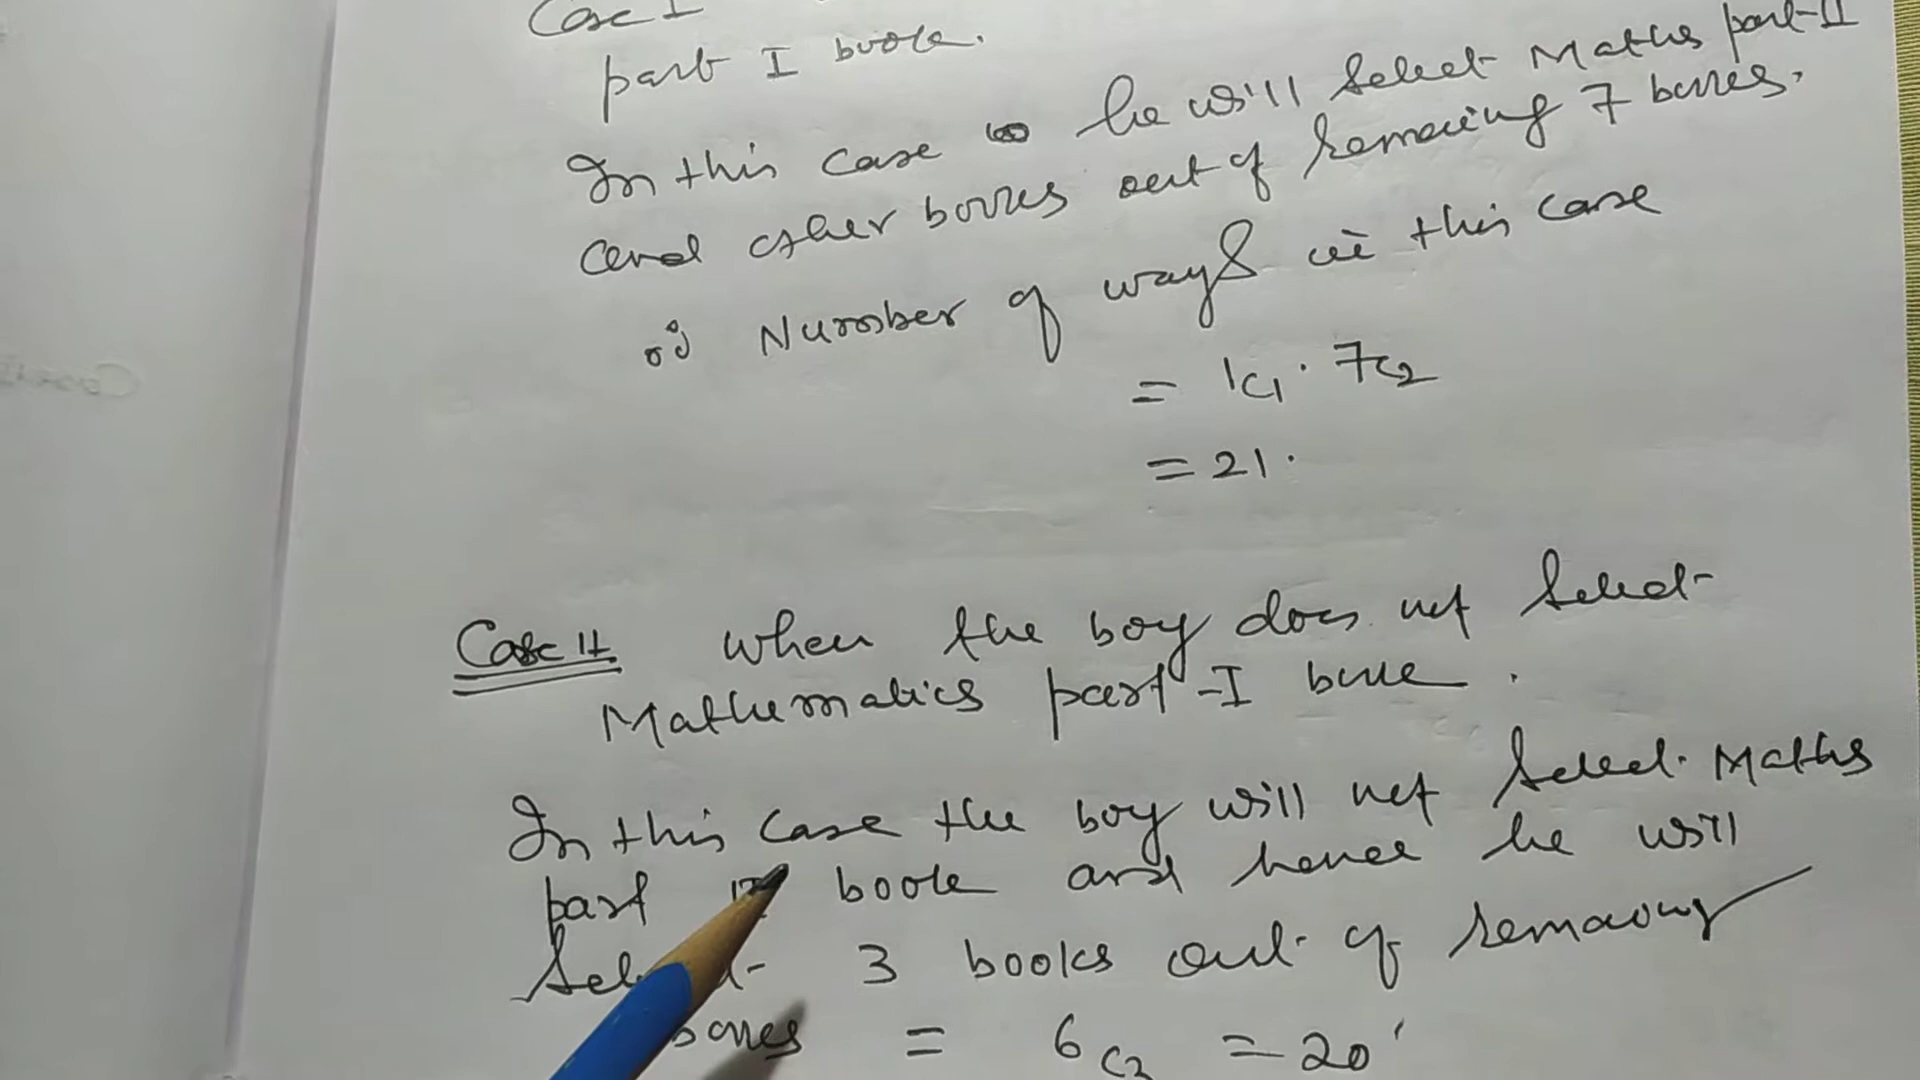 Case I
part I book.
In this case he will select Maths part-II
and other books out of remaining 7 books.
∴ Number of ways in this case
= 1C1 · 7C2
= 21.
Case II When the boy does not select
Mathematics part-I book.
In this case the boy will not select Maths
part book and hence he will
3 books out of remaining
books = 6C3 = 20